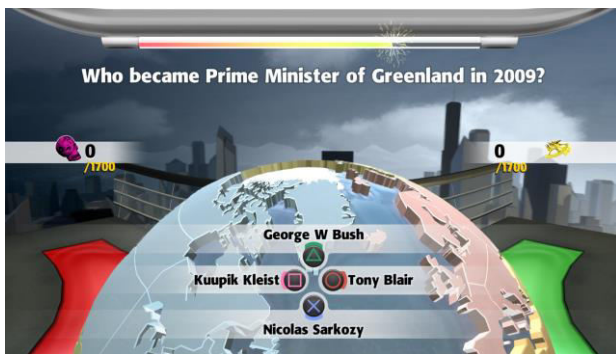 Who became Prime Minister of Greenland in 2009?
0
/1700
0
/1700
George W Bush
Kuupik Kleist
Tony Blair
Nicolas Sarkozy